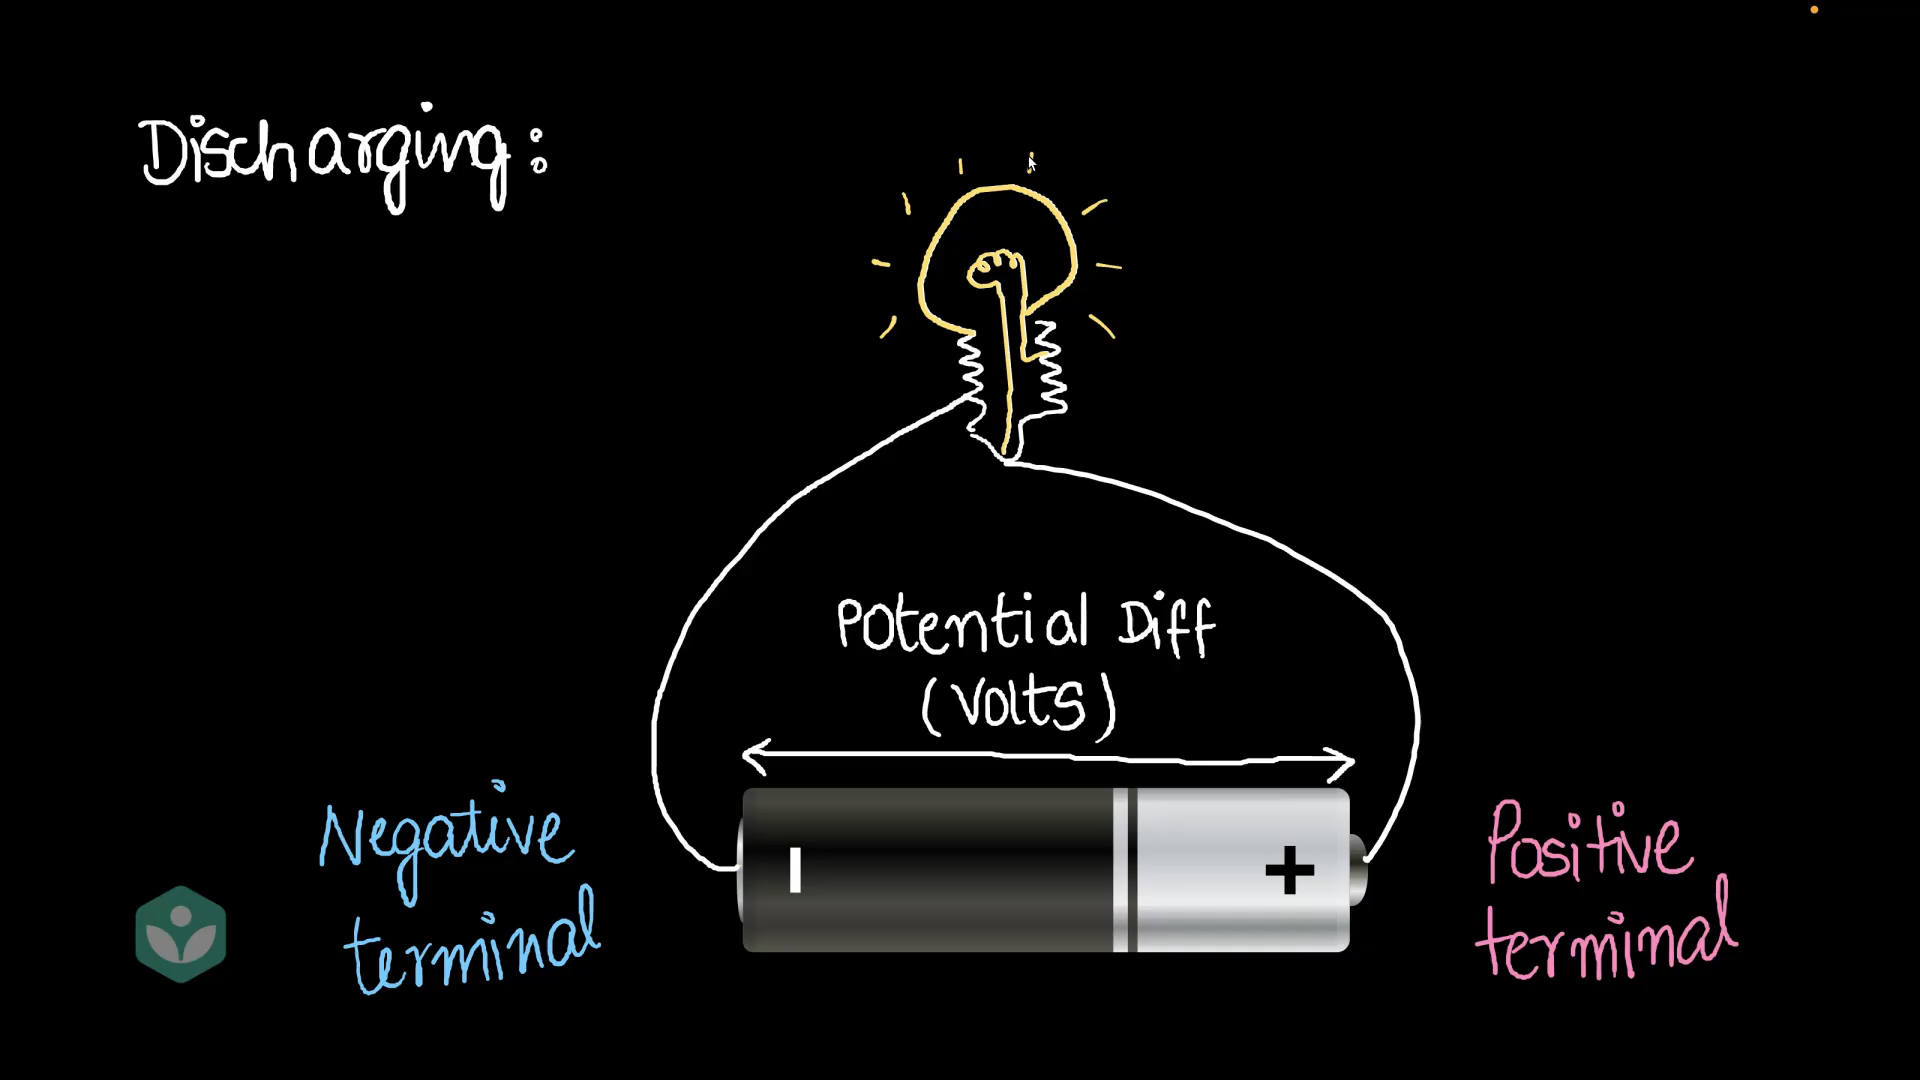 Discharging:
Potential Diff
(Volts)
Negative
terminal
Positive
terminal
- +